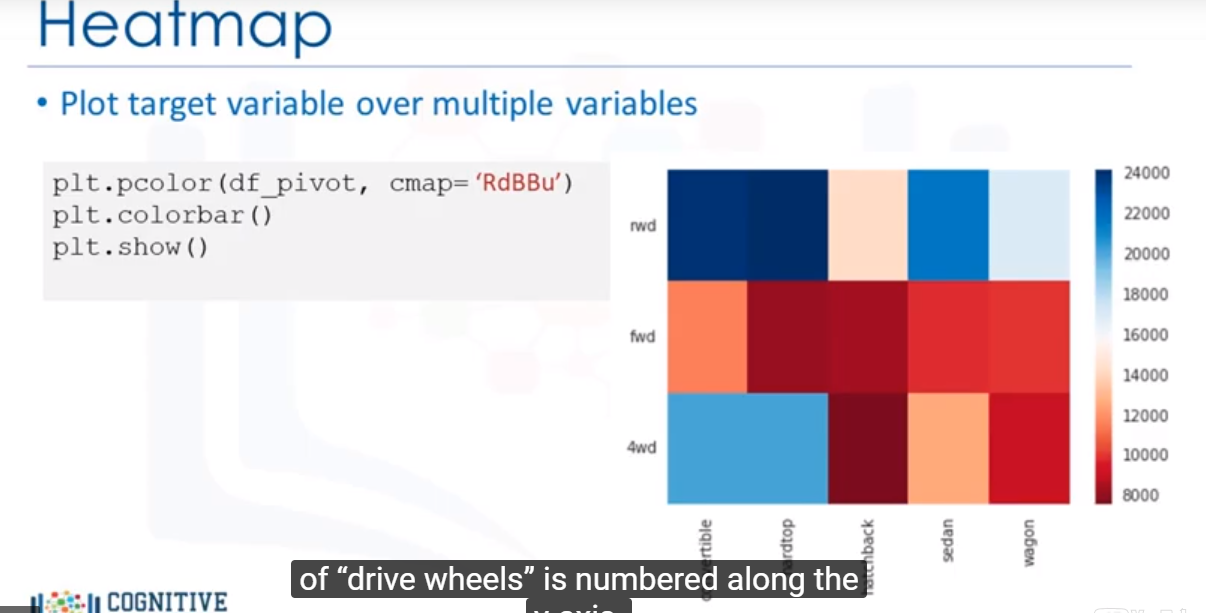 Heatmap
• Plot target variable over multiple variables
plt.pcolor(df_pivot, cmap='RdBBu')
plt.colorbar()
plt.show()
rwd
fwd
4wd
sedan
wagon
24000
22000
20000
18000
16000
14000
12000
10000
8000
of “drive wheels” is numbered along the
COGNITIVE